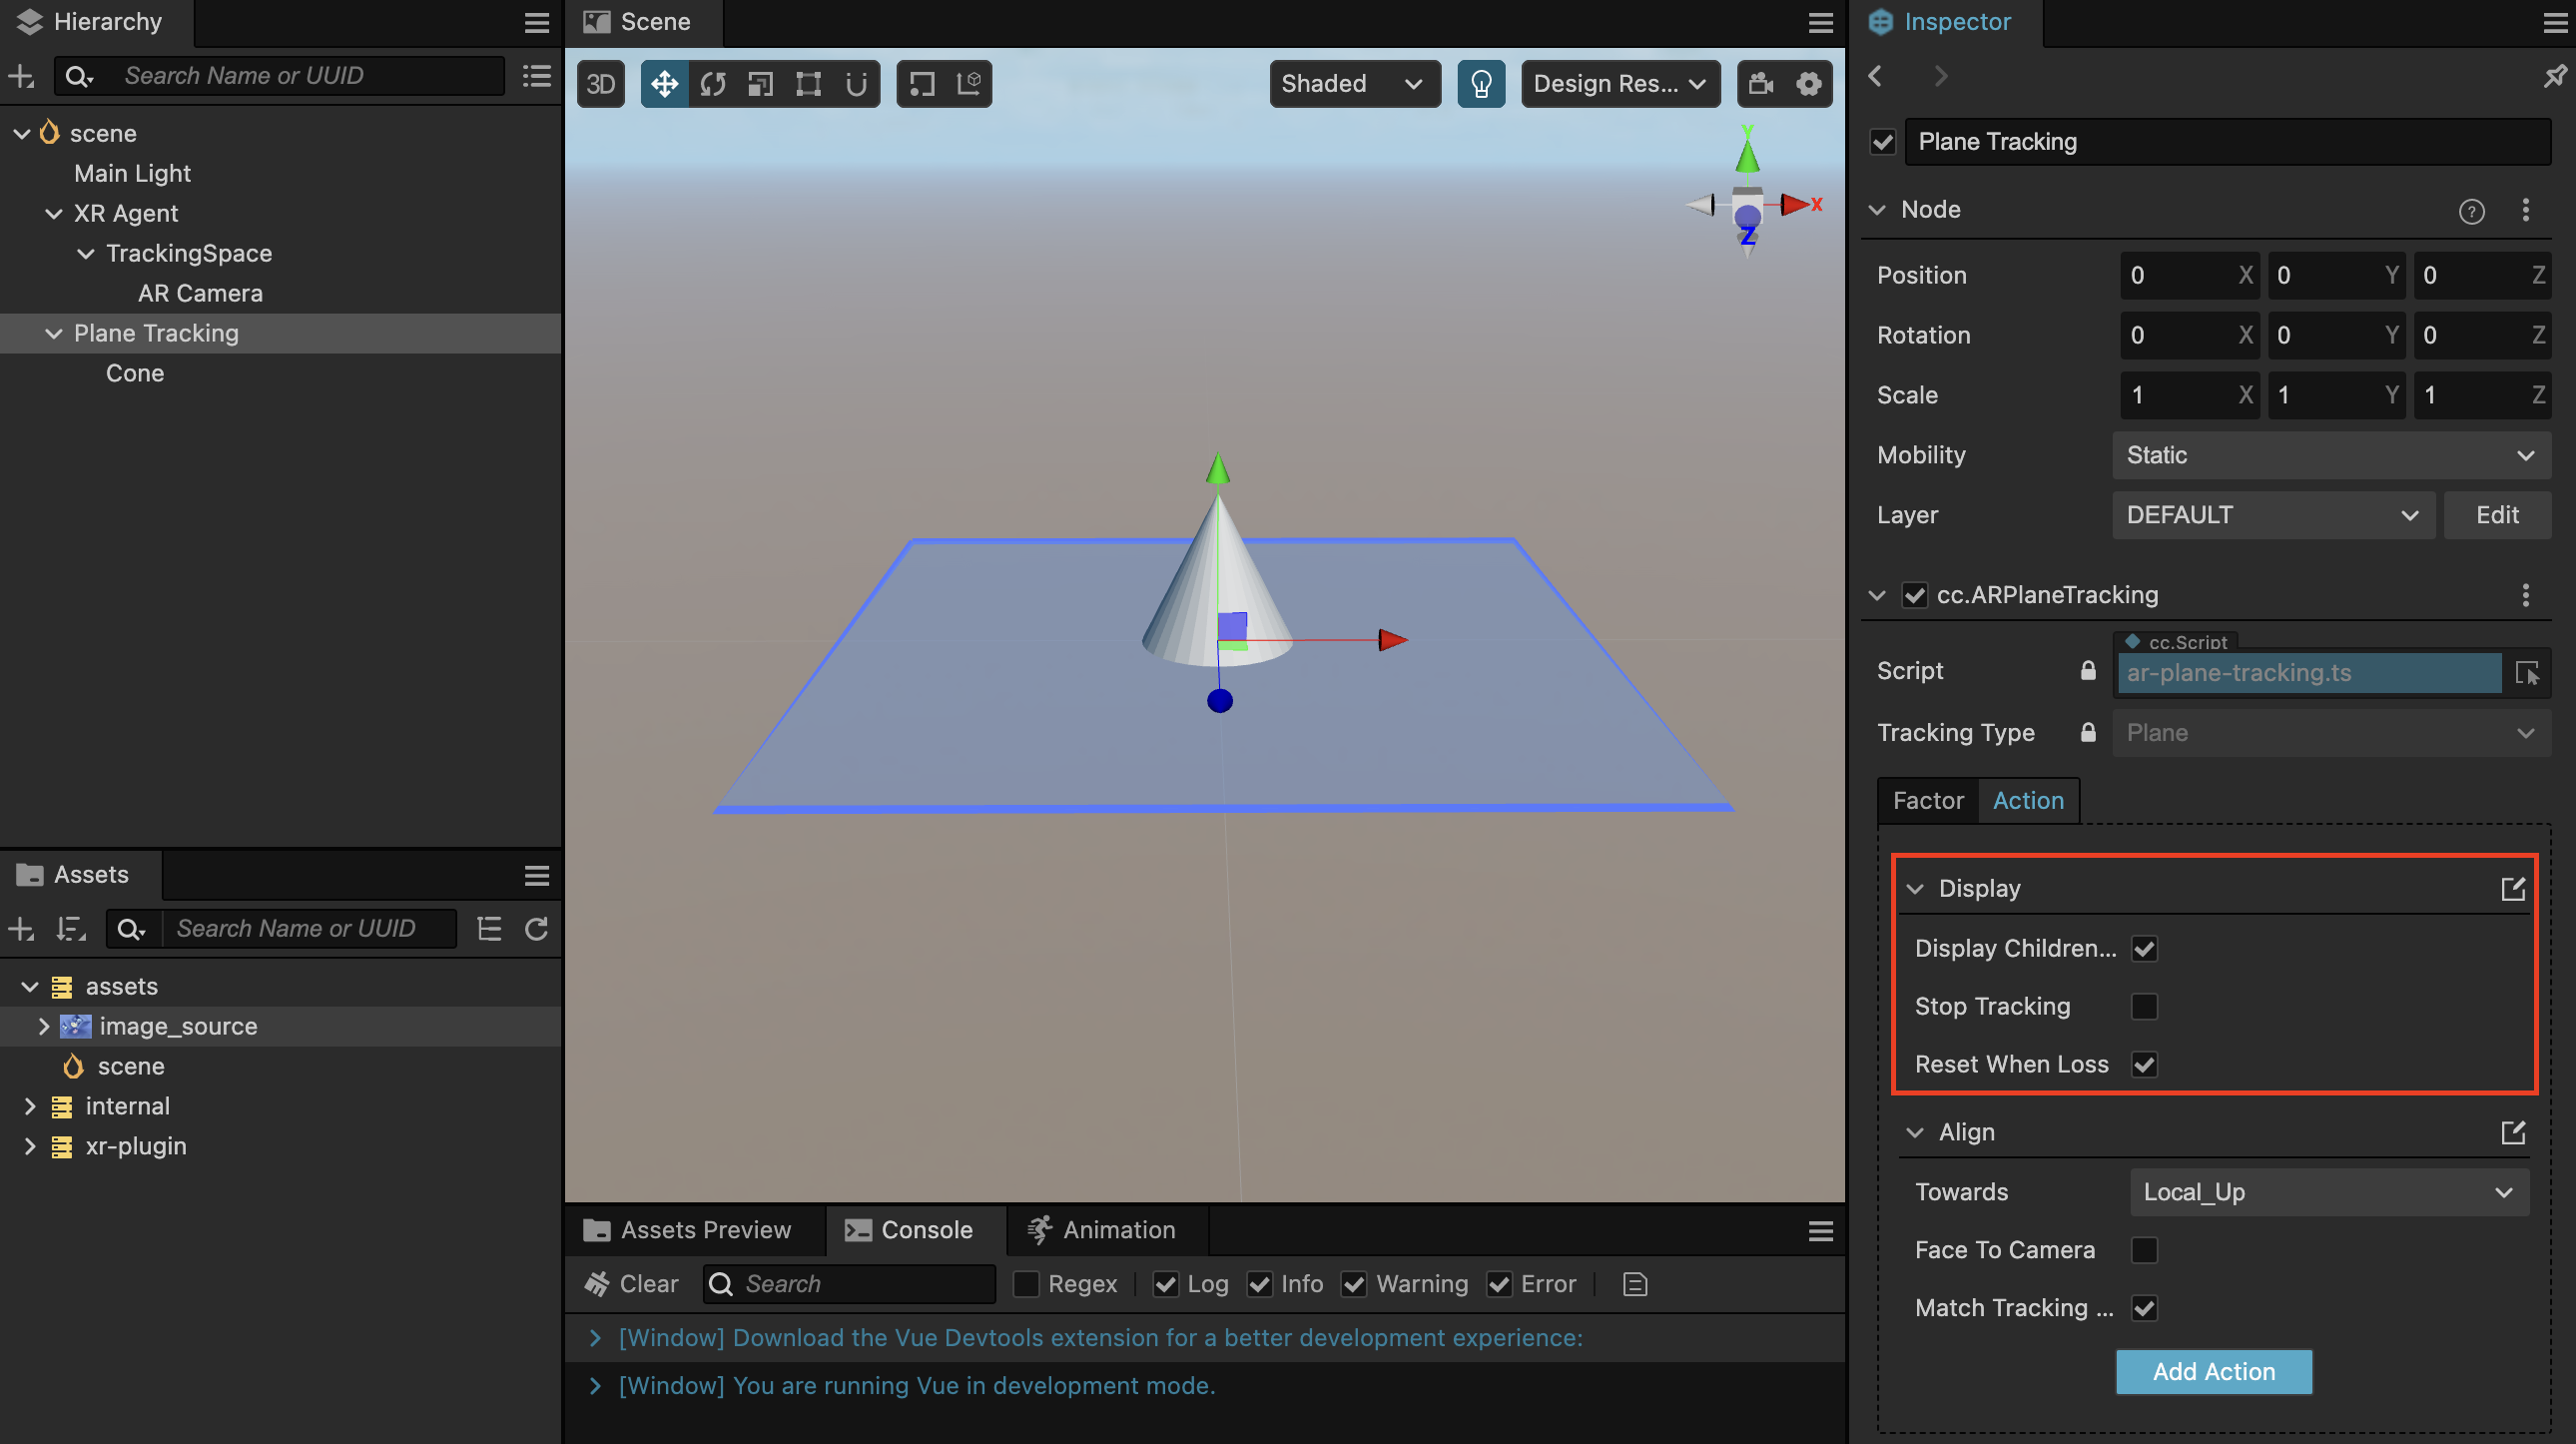 Hierarchy
Search Name or UUID
scene
Main Light
XR Agent
TrackingSpace
AR Camera
Plane Tracking
Cone
Assets
Search Name or UUID
assets
image_source
scene
internal
xr-plugin
Scene
3D
Shaded
Design Res...
Y
X
Z
Assets Preview
Console
Animation
Clear
Search
Regex
Log
Info
Warning
Error
[Window] Download the Vue Devtools extension for a better development experience:
[Window] You are running Vue in development mode.
Inspector
Plane Tracking
Node
Position 0 X 0 Y 0 Z
Rotation 0 X 0 Y 0 Z
Scale 1 X 1 Y 1 Z
Mobility Static
Layer DEFAULT Edit
cc.ARPlaneTracking
cc.Script
Script ar-plane-tracking.ts
Tracking Type Plane
Factor Action
Display
Display Children...
Stop Tracking
Reset When Loss
Align
Towards Local_Up
Face To Camera
Match Tracking ...
Add Action